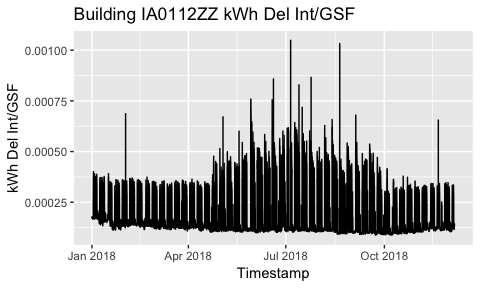 Building IA0112ZZ kWh Del Int/GSF
kWh Del Int/GSF
0.00100
0.00075
0.00050
0.00025
Jan 2018 Apr 2018 Jul 2018 Oct 2018
Timestamp